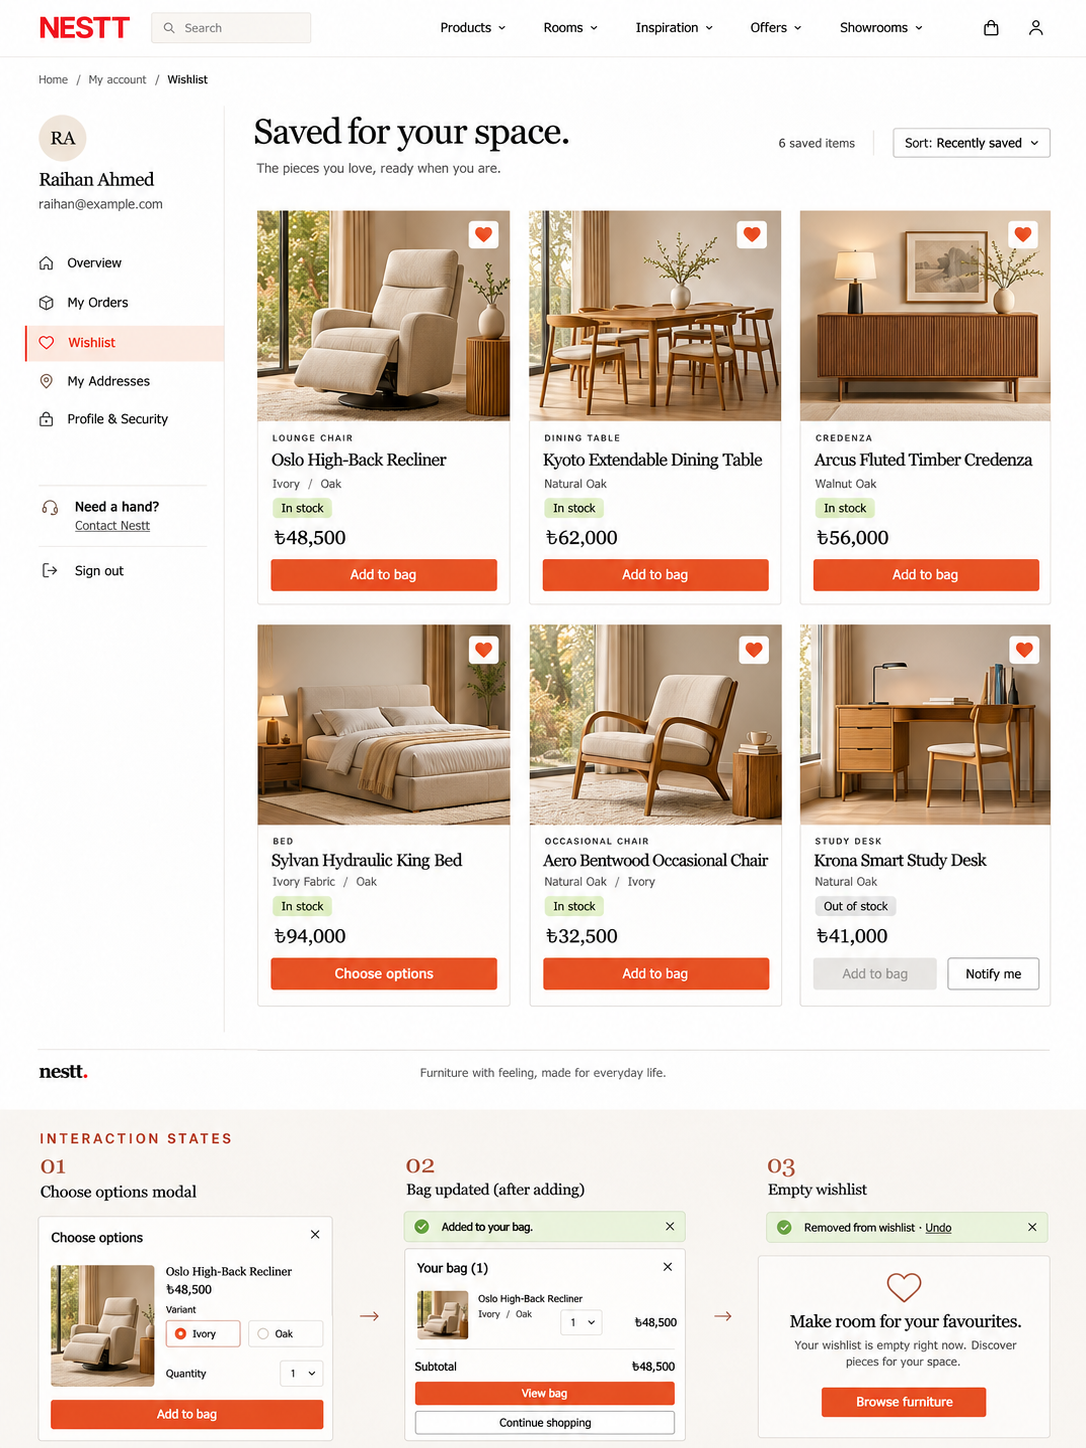 NESTT
Search
Products
Rooms
Inspiration
Offers
Showrooms
Home / My account / Wishlist
RA
Raihan Ahmed
raihan@example.com
Overview
My Orders
Wishlist
My Addresses
Profile & Security
Need a hand?
Contact Nestt
Sign out
Saved for your space.
The pieces you love, ready when you are.
6 saved items
Sort: Recently saved
LOUNGE CHAIR
Oslo High-Back Recliner
Ivory / Oak
In stock
৳48,500
Add to bag
DINING TABLE
Kyoto Extendable Dining Table
Natural Oak
In stock
৳62,000
Add to bag
CREDENZA
Arcus Fluted Timber Credenza
Walnut Oak
In stock
৳56,000
Add to bag
BED
Sylvan Hydraulic King Bed
Ivory Fabric / Oak
In stock
৳94,000
Choose options
OCCASIONAL CHAIR
Aero Bentwood Occasional Chair
Natural Oak / Ivory
In stock
৳32,500
Add to bag
STUDY DESK
Krona Smart Study Desk
Natural Oak
Out of stock
৳41,000
Add to bag
Notify me
nestt.
Furniture with feeling, made for everyday life.
INTERACTION STATES
01
Choose options modal
Choose options
Oslo High-Back Recliner
৳48,500
Variant
Ivory
Oak
Quantity
1
Add to bag
02
Bag updated (after adding)
Added to your bag.
Your bag (1)
Oslo High-Back Recliner
Ivory / Oak
1
৳48,500
Subtotal
৳48,500
View bag
Continue shopping
03
Empty wishlist
Removed from wishlist · Undo
Make room for your favourites.
Your wishlist is empty right now. Discover
pieces for your space.
Browse furniture